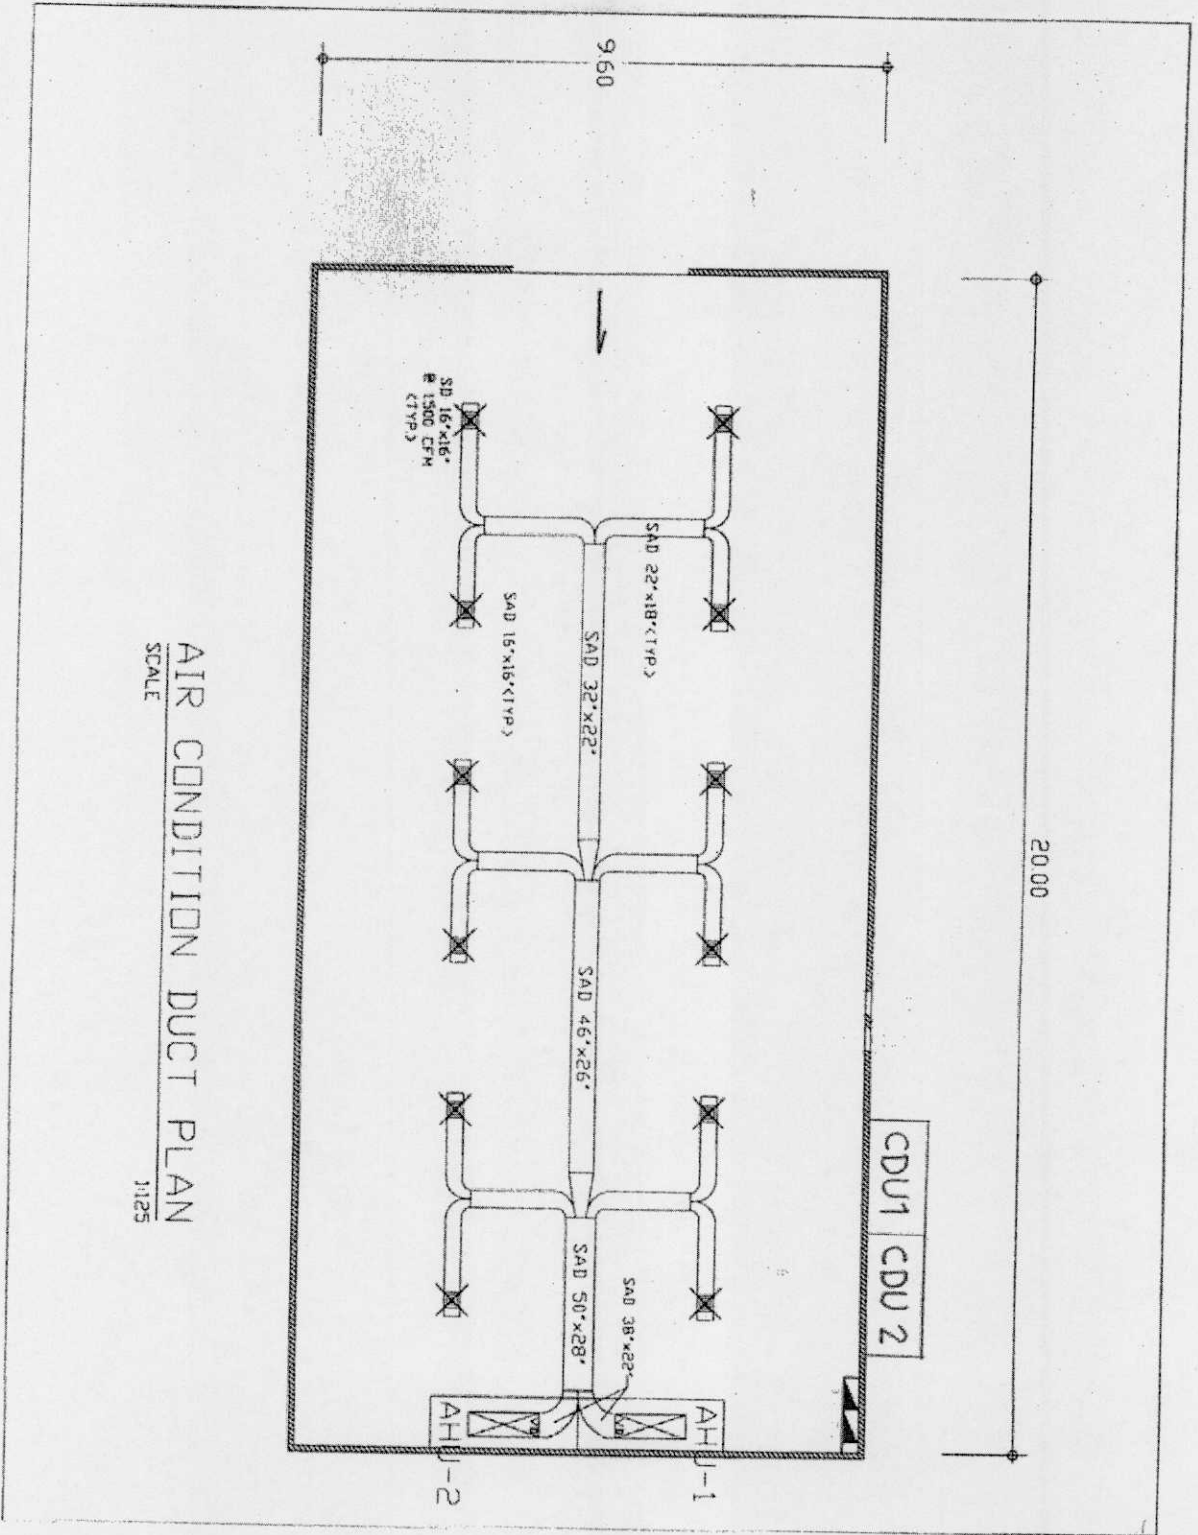 9.60
20.00
SD 16"x16"
@ 1500 CFM
(TYP.)
SAD 22"x18"(TYP.)
SAD 16"x16"(TYP.)
SAD 32"x22"
SAD 46"x26"
SAD 50"x28"
SAD 38"x22"
CDU1 CDU 2
AHU-1
AHU-2
VD
VD
AIR CONDITION DUCT PLAN
SCALE 1:125